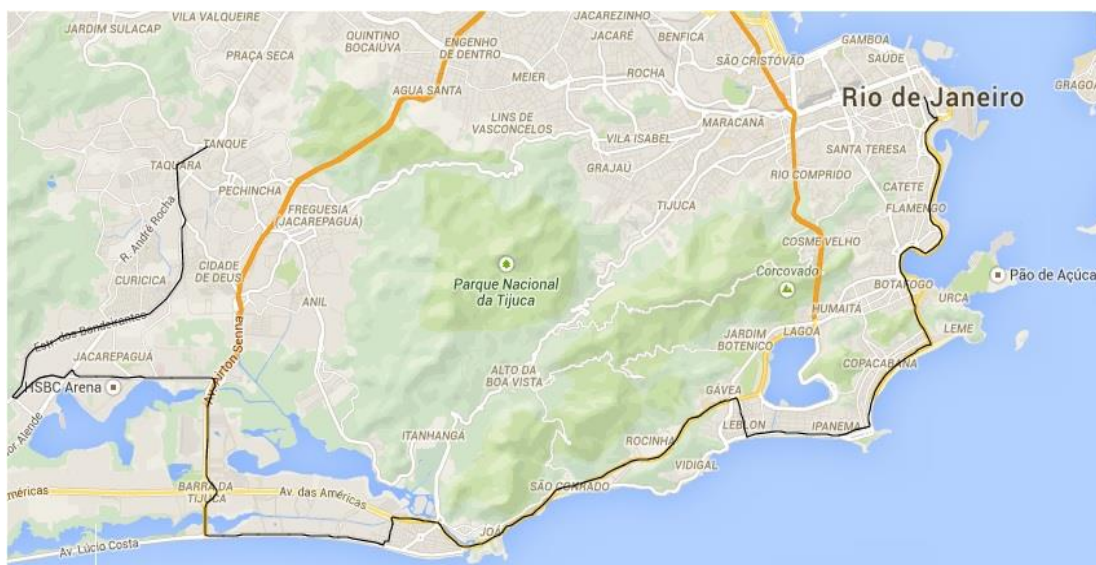 JARDIM SULACAP
VILA VALQUEIRE
PRAÇA SECA
QUINTINO
BOCAIUVA
ENGENHO
DE DENTRO
JACAREZINHO
JACARÉ
BENFICA
GAMBOA
SAÚDE
SÃO CRISTÓVÃO
MEIER
ROCHA
AGUA SANTA
GRAGOA
Rio de Janeiro
LINS DE
VASCONCELOS
MARACANÃ
VILA ISABEL
TANQUE
TAQUARA
SANTA TERESA
GRAJAÚ
RIO COMPRIDO
PECHINCHA
CATETE
R. André Rocha
FREGUESIA
(JACAREPAGUÁ)
TIJUCA
FLAMENGO
COSME VELHO
CIDADE
DE DEUS
Parque Nacional
da Tijuca
Corcovado
Pão de Açúca
CURICICA
BOTAFOGO
URCA
ANIL
HUMAITÁ
Estr. dos Bandeirantes
Av. Ayrton Senna
JARDIM
BOTENICO
LAGOA
LEME
JACAREPAGUÁ
COPACABANA
ALTO DA
BOA VISTA
HSBC Arena
GÁVEA
or Alende
LEBLON
IPANEMA
ITANHANGÁ
ROCINHA
VIDIGAL
SÃO CONRADO
BARRA DA
TIJUCA
Américas
Av. das Américas
JOÁ
Av. Lúcio Costa